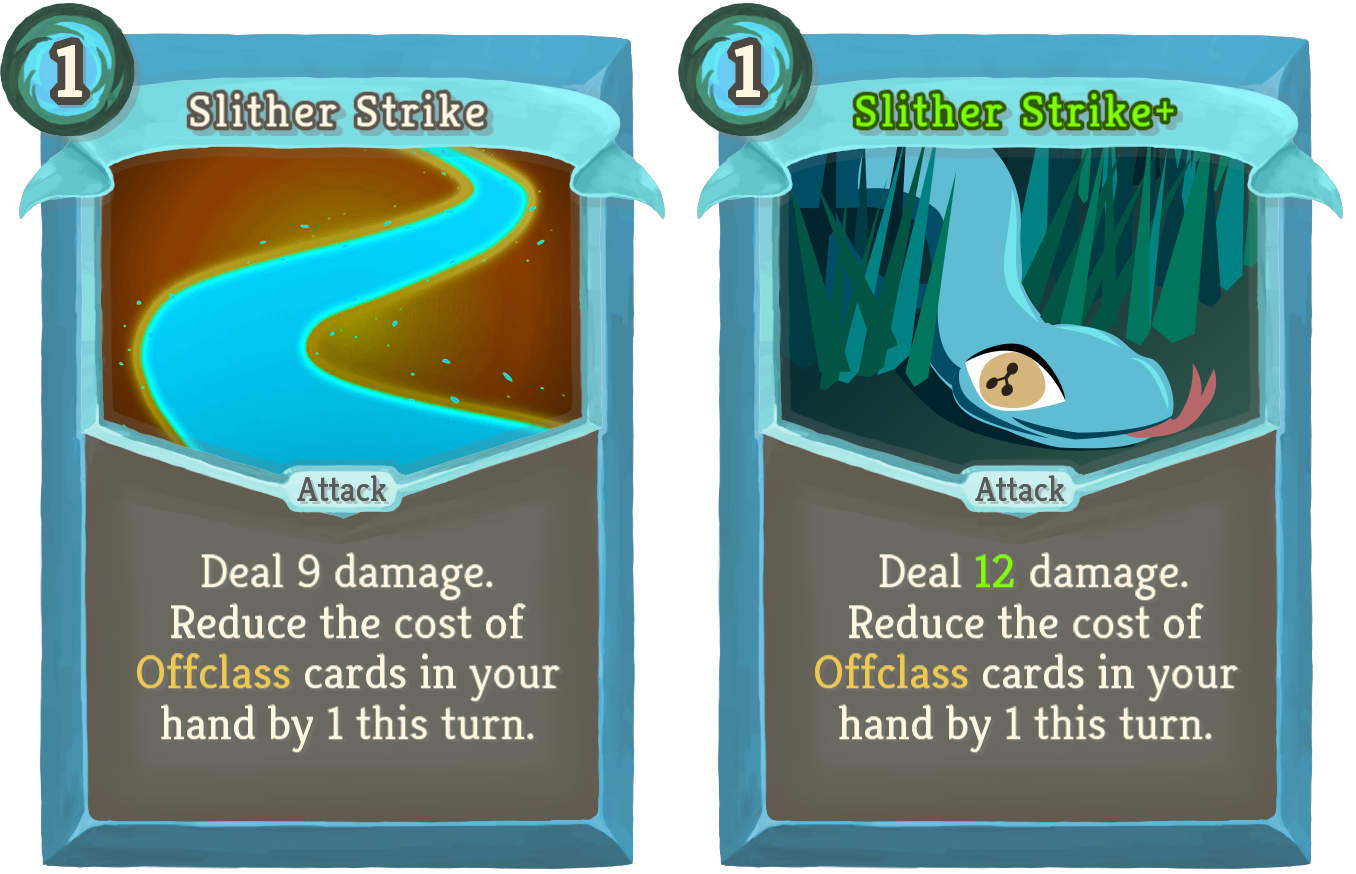 1
Slither Strike
Attack
Deal 9 damage.
Reduce the cost of
Offclass cards in your
hand by 1 this turn.
1
Slither Strike+
Attack
Deal 12 damage.
Reduce the cost of
Offclass cards in your
hand by 1 this turn.